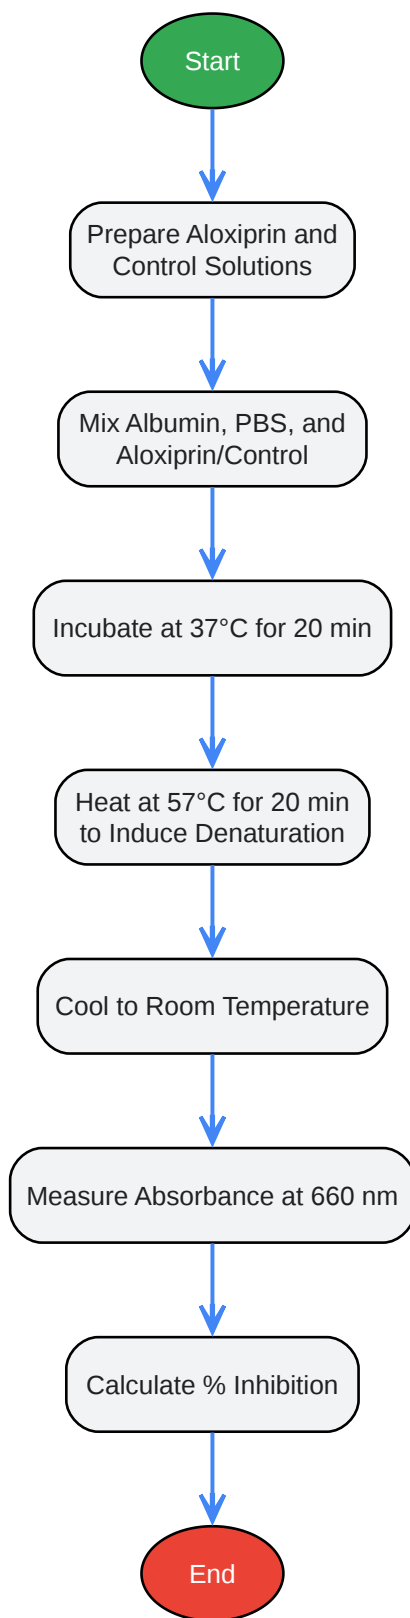 Start
Prepare Aloxiprin and
Control Solutions
Mix Albumin, PBS, and
Aloxiprin/Control
Incubate at 37°C for 20 min
Heat at 57°C for 20 min
to Induce Denaturation
Cool to Room Temperature
Measure Absorbance at 660 nm
Calculate % Inhibition
End